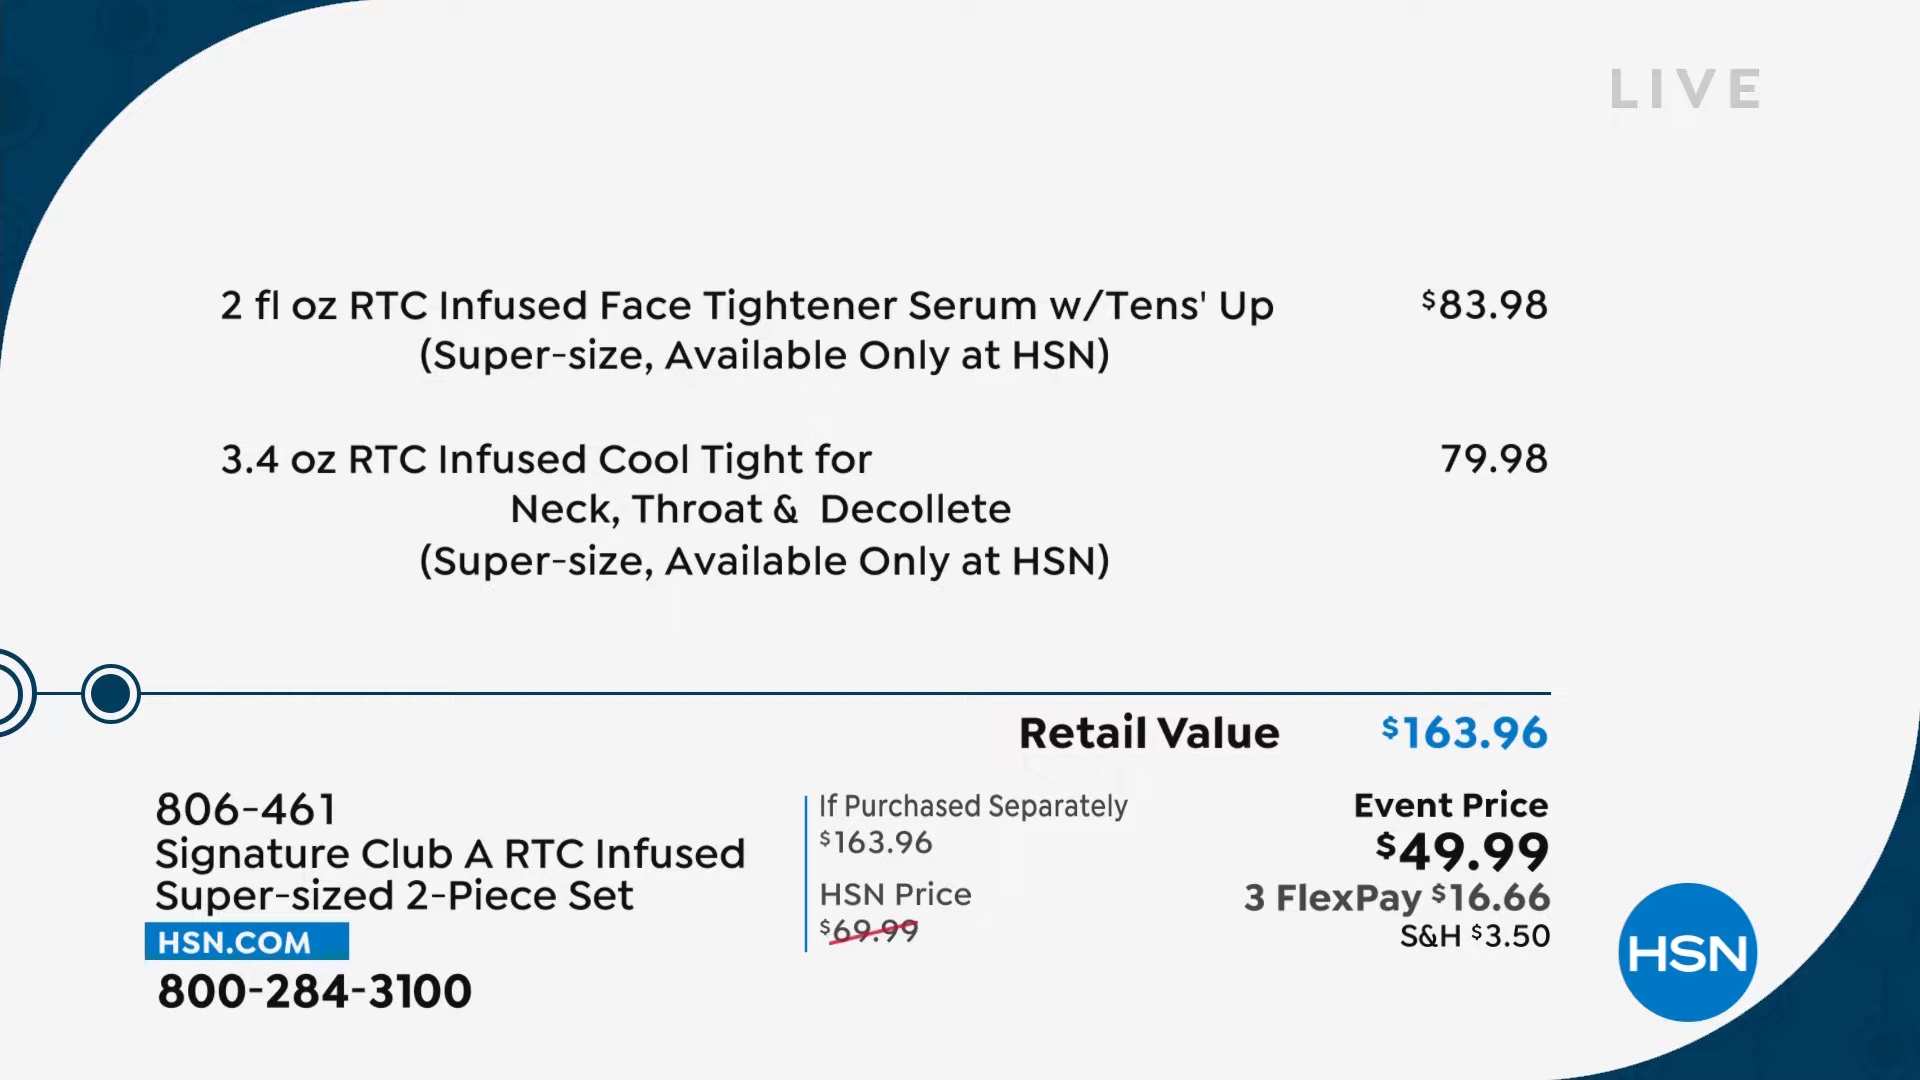 LIVE
2 fl oz RTC Infused Face Tightener Serum w/Tens' Up $83.98
(Super-size, Available Only at HSN)
3.4 oz RTC Infused Cool Tight for 79.98
Neck, Throat & Decollete
(Super-size, Available Only at HSN)
Retail Value $163.96
806-461
Signature Club A RTC Infused
Super-sized 2-Piece Set
HSN.COM
800-284-3100
If Purchased Separately
$163.96
HSN Price
$69.99
Event Price
$49.99
3 FlexPay $16.66
S&H $3.50
HSN